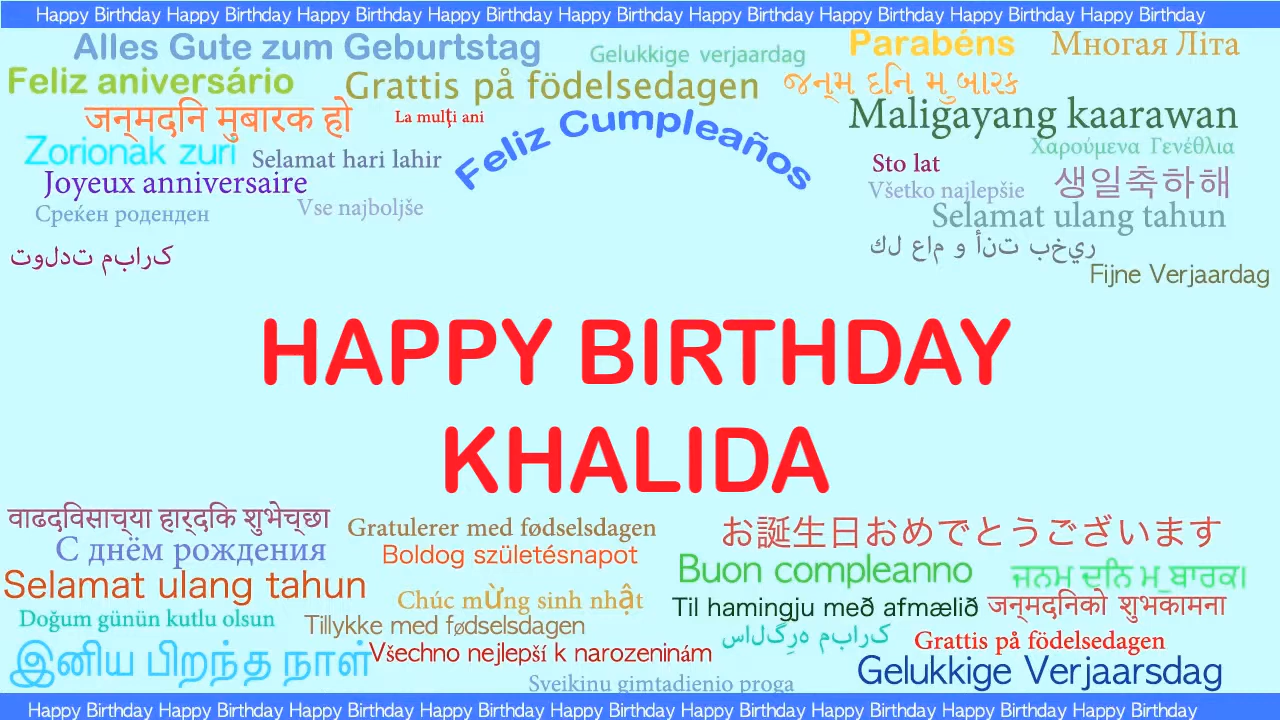 Happy Birthday Happy Birthday Happy Birthday Happy Birthday Happy Birthday Happy Birthday Happy Birthday Happy Birthday Happy Birthday
Alles Gute zum Geburtstag
Gelukkige verjaardag
Parabéns
Многая Літа
Feliz aniversário
Grattis på födelsedagen
જન્મ દિન મુબારક
जन्मदिन मुबारक हो
La mulţi ani
Feliz Cumpleaños
Maligayang kaarawan
Zorionak zuri
Selamat hari lahir
Χαρούμενα Γενέθλια
Sto lat
Joyeux anniversaire
Všetko najlepšie
생일축하해
Среќен роденден
Vse najboljše
Selamat ulang tahun
تولدت مبارک
كل عام و أنت بخير
Fijne Verjaardag
HAPPY BIRTHDAY
KHALIDA
वाढदिवसाच्या हार्दिक शुभेच्छा
Gratulerer med fødselsdagen
お誕生日おめでとうございます
С днём рождения
Boldog születésnapot
Buon compleanno
ਜਨਮ ਦਿਨ ਮੁਬਾਰਕ।
Selamat ulang tahun
Chúc mừng sinh nhật
Til hamingju með afmælið
जन्मदिनको शुभकामना
Doğum günün kutlu olsun
Tillykke med fødselsdagen
سالگرہ مبارک
Grattis på födelsedagen
இனிய பிறந்த நாள்
Všechno nejlepší k narozeninám
Gelukkige Verjaarsdag
Sveikinu gimtadienio proga
Happy Birthday Happy Birthday Happy Birthday Happy Birthday Happy Birthday Happy Birthday Happy Birthday Happy Birthday Happy Birthday